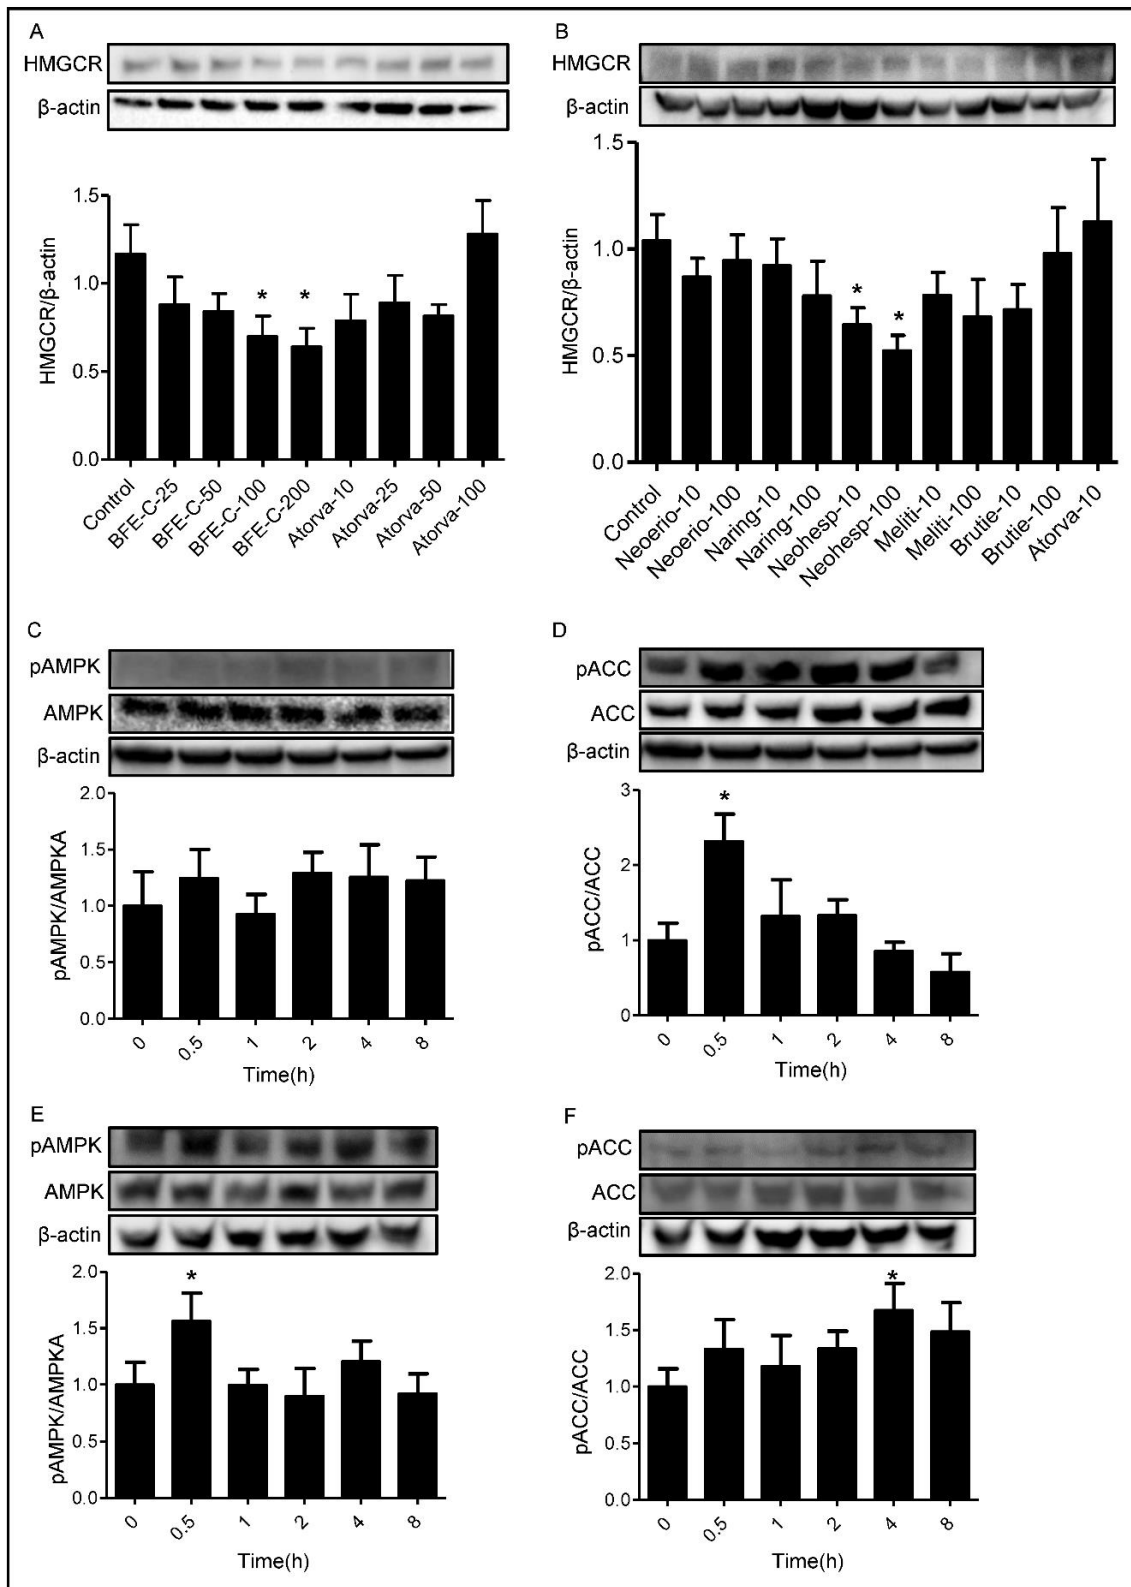 A
HMGCR
β-actin
HMGCR/β-actin
1.5
1.0
0.5
0.0
* *
Control BFE-C-25 BFE-C-50 BFE-C-100 BFE-C-200 Atorva-10 Atorva-25 Atorva-50 Atorva-100
B
HMGCR
β-actin
HMGCR/β-actin
1.5
1.0
0.5
0.0
* *
Control Neoerio-10 Neoerio-100 Naring-10 Naring-100 Neohesp-10 Neohesp-100 Meliti-10 Meliti-100 Brutie-10 Brutie-100 Atorva-10
C
pAMPK
AMPK
β-actin
pAMPK/AMPKA
2.0
1.5
1.0
0.5
0.0
0 0.5 1 2 4 8
Time(h)
D
pACC
ACC
β-actin
pACC/ACC
3
2
1
0
*
0 0.5 1 2 4 8
Time(h)
E
pAMPK
AMPK
β-actin
pAMPK/AMPKA
2.0
1.5
1.0
0.5
0.0
*
0 0.5 1 2 4 8
Time(h)
F
pACC
ACC
β-actin
pACC/ACC
2.0
1.5
1.0
0.5
0.0
*
0 0.5 1 2 4 8
Time(h)